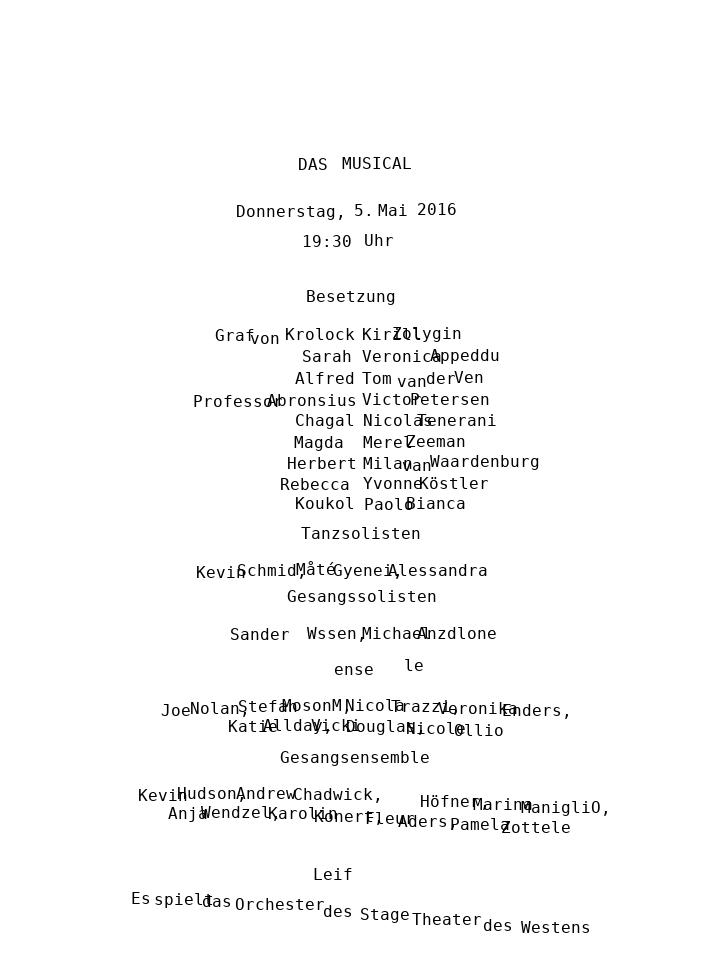 DAS MUSICAL
Donnerstag, 5. Mai 2016
19:30 Uhr
Besetzung
Graf von Krolock Kirill Zolygin
Sarah Veronica Appeddu
Alfred Tom van der Ven
Professor Abronsius Victor Petersen
Chagal Nicolas Tenerani
Magda Merel Zeeman
Herbert Milan van Waardenburg
Rebecca Yvonne Köstler
Koukol Paolo Bianca
Tanzsolisten
Kevin Schmid, Måté Gyenei, Alessandra
Gesangssolisten
Sander Wssen, Michael Anzdlone
ense le
Joe Nolan, Stefan MosonM, Nicola Trazzi, Veronika Enders,
Katie Allday, Vicki Douglas, Nicole Ollio
Gesangsensemble
Kevin Hudson, Andrew Chadwick, Höfner, Marina ManigliO,
Anja Wendzel, Karolin Konert, Fleur Aders, Pamela Zottele
Leif
Es spielt das Orchester des Stage Theater des Westens